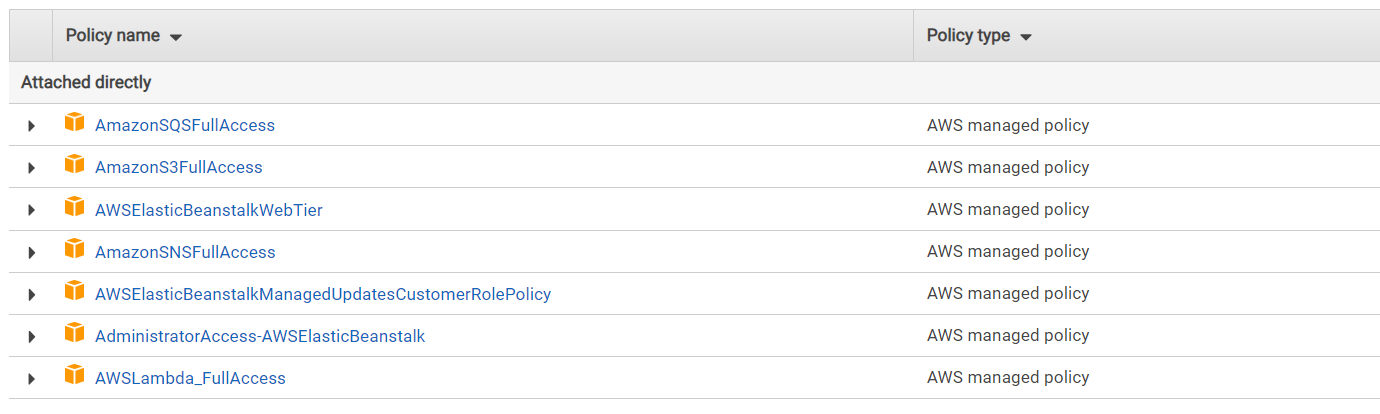 Policy name Policy type
Attached directly
AmazonSQSFullAccess AWS managed policy
AmazonS3FullAccess AWS managed policy
AWSElasticBeanstalkWebTier AWS managed policy
AmazonSNSFullAccess AWS managed policy
AWSElasticBeanstalkManagedUpdatesCustomerRolePolicy AWS managed policy
AdministratorAccess-AWSElasticBeanstalk AWS managed policy
AWSLambda_FullAccess AWS managed policy